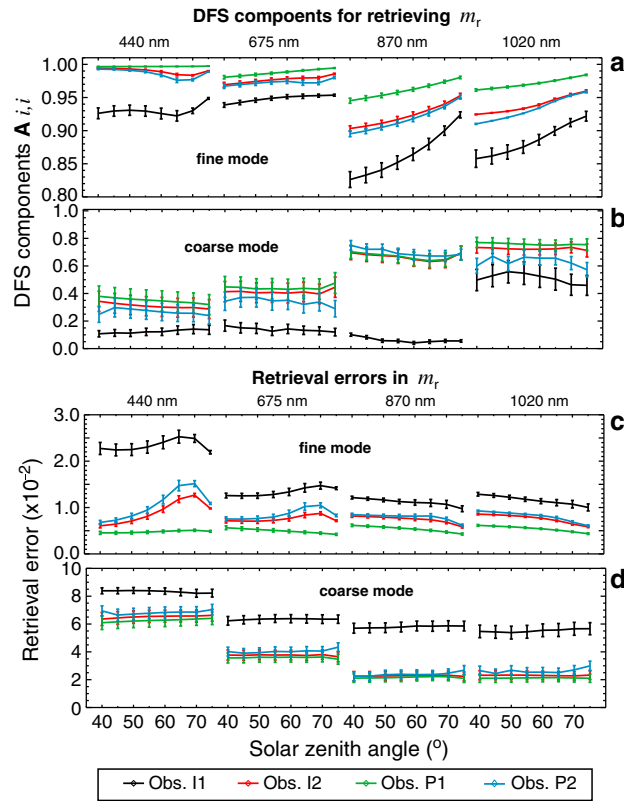 DFS compoents for retrieving m_r
440 nm 675 nm 870 nm 1020 nm
a
1.00
0.95
0.90
0.85
0.80
fine mode
DFS components A i,i
b
1.0
0.8
0.6
0.4
0.2
0.0
coarse mode
Retrieval errors in m_r
440 nm 675 nm 870 nm 1020 nm
c
3.0
2.0
1.0
0.0
fine mode
Retrieval error (x10-2)
d
10
8
6
4
2
0
coarse mode
40 50 60 70 40 50 60 70 40 50 60 70 40 50 60 70
Solar zenith angle (o)
Obs. I1 Obs. I2 Obs. P1 Obs. P2